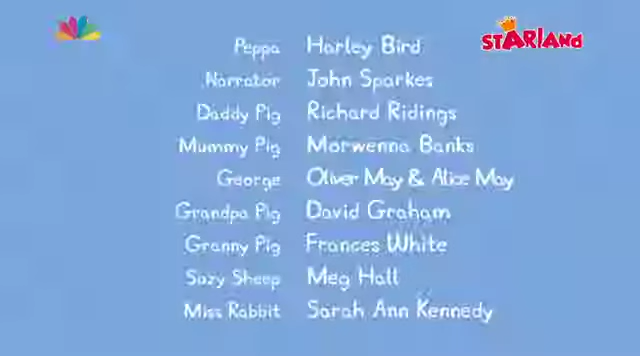 STARLAND
Peppa Harley Bird
Narrator John Sparkes
Daddy Pig Richard Ridings
Mummy Pig Morwenna Banks
George Oliver May & Alice May
Grandpa Pig David Graham
Granny Pig Frances White
Suzy Sheep Meg Hall
Miss Rabbit Sarah Ann Kennedy